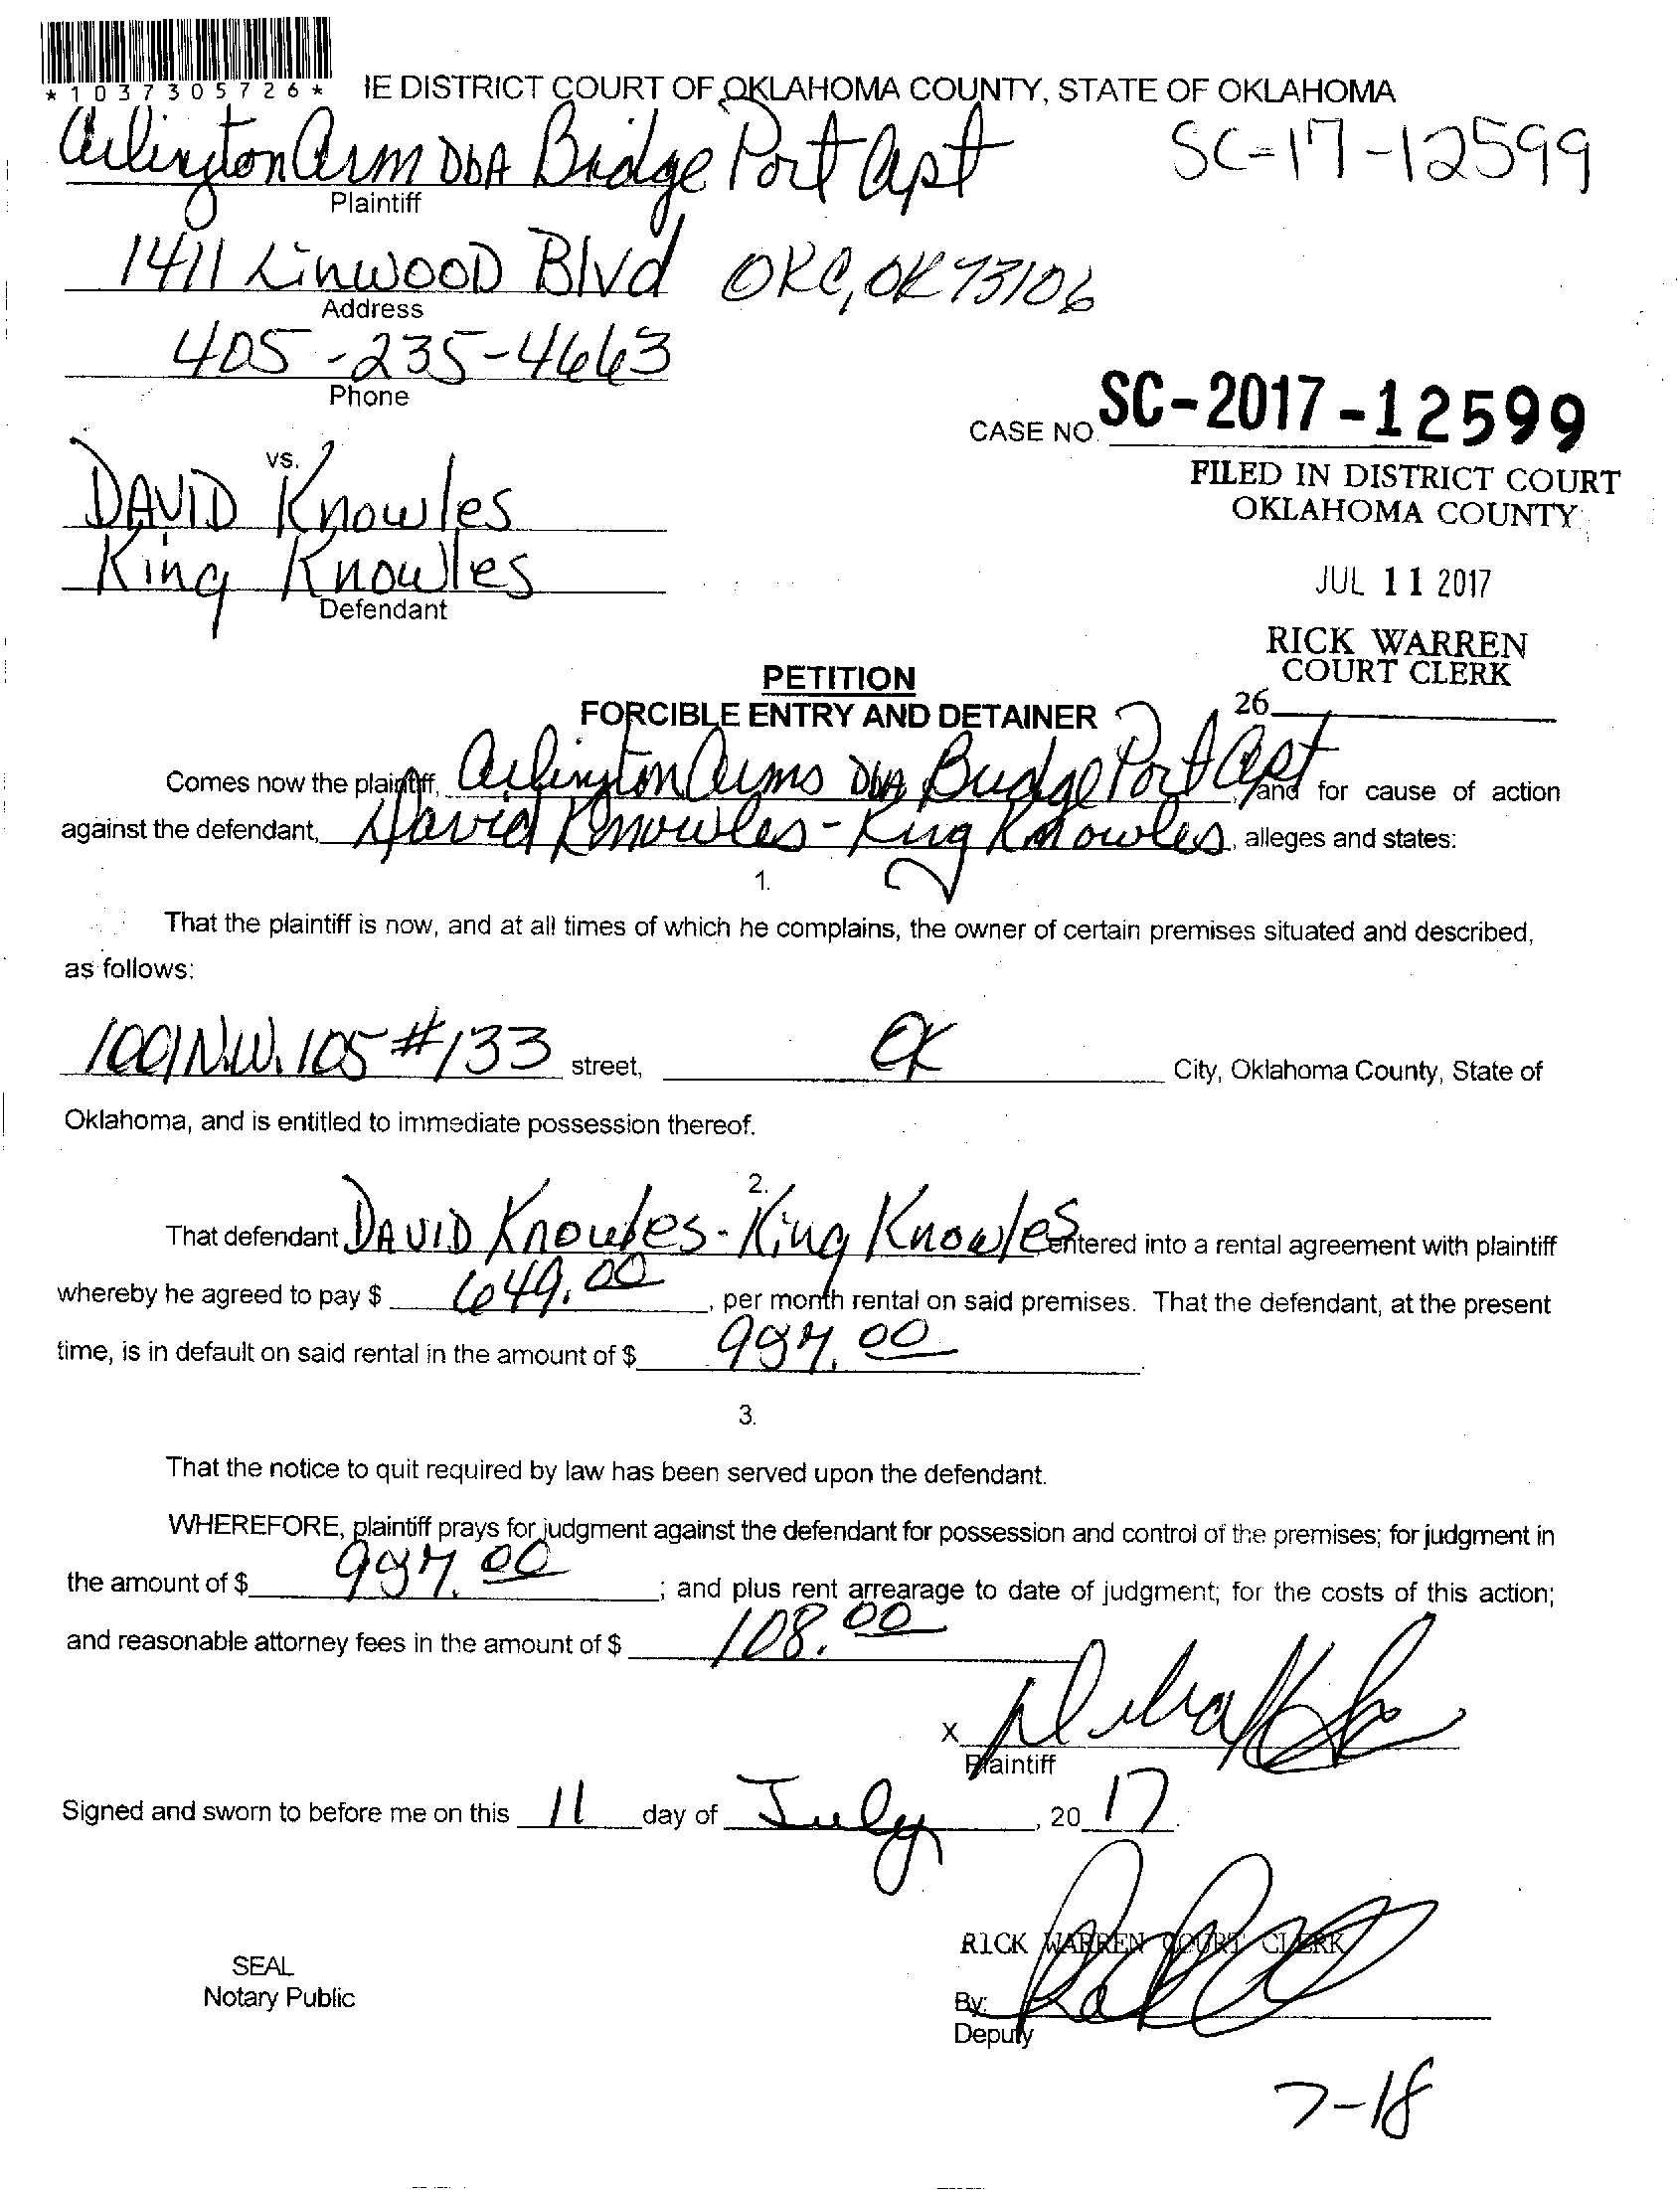 *1037305726*
IE DISTRICT COURT OF OKLAHOMA COUNTY, STATE OF OKLAHOMA
Arlington Arm DBA Bridge Port Apt
SC-17-12599
Plaintiff
1411 Linwood Blvd OKC, OK 73106
Address
405-235-4663
Phone
CASE NO. SC-2017-12599
FILED IN DISTRICT COURT
OKLAHOMA COUNTY
vs.
DAVID Knowles
King Knowles
Defendant
JUL 11 2017
RICK WARREN
COURT CLERK
26
PETITION
FORCIBLE ENTRY AND DETAINER
Comes now the plaintiff, Arlington Arms DBA Bridge Port Apt, and for cause of action
against the defendant, David Knowles - King Knowles, alleges and states:
1.
That the plaintiff is now, and at all times of which he complains, the owner of certain premises situated and described,
as follows:
1001 N.W. 105 #133 street, OK City, Oklahoma County, State of
Oklahoma, and is entitled to immediate possession thereof.
2.
That defendant DAVID Knowles - King Knowles entered into a rental agreement with plaintiff
whereby he agreed to pay $ 649.00, per month rental on said premises. That the defendant, at the present
time, is in default on said rental in the amount of $ 997.00.
3.
That the notice to quit required by law has been served upon the defendant.
WHEREFORE, plaintiff prays for judgment against the defendant for possession and control of the premises; for judgment in
the amount of $ 997.00; and plus rent arrearage to date of judgment; for the costs of this action;
and reasonable attorney fees in the amount of $ 108.00
X
Plaintiff
Signed and sworn to before me on this 11 day of July, 20 17.
RICK WARREN COURT CLERK
SEAL
Notary Public
By:
Deputy
7-18